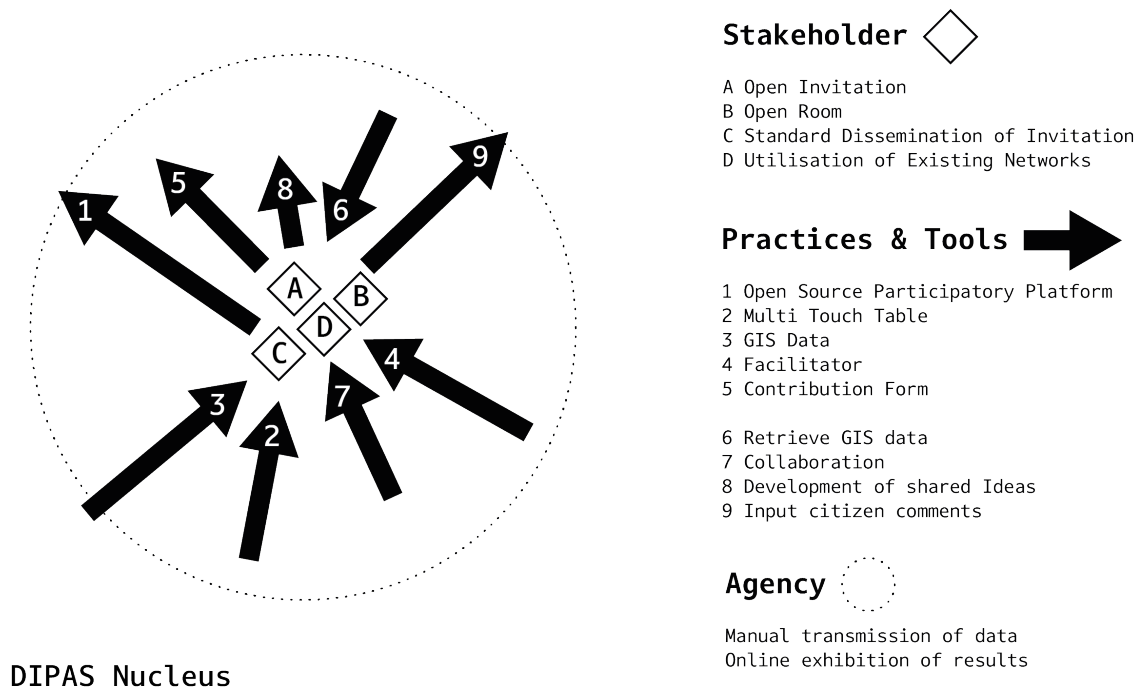 1
5
8
6
9
A
B
D
C
4
3
2
7
DIPAS Nucleus
Stakeholder
A Open Invitation
B Open Room
C Standard Dissemination of Invitation
D Utilisation of Existing Networks
Practices & Tools
1 Open Source Participatory Platform
2 Multi Touch Table
3 GIS Data
4 Facilitator
5 Contribution Form
6 Retrieve GIS data
7 Collaboration
8 Development of shared Ideas
9 Input citizen comments
Agency
Manual transmission of data
Online exhibition of results